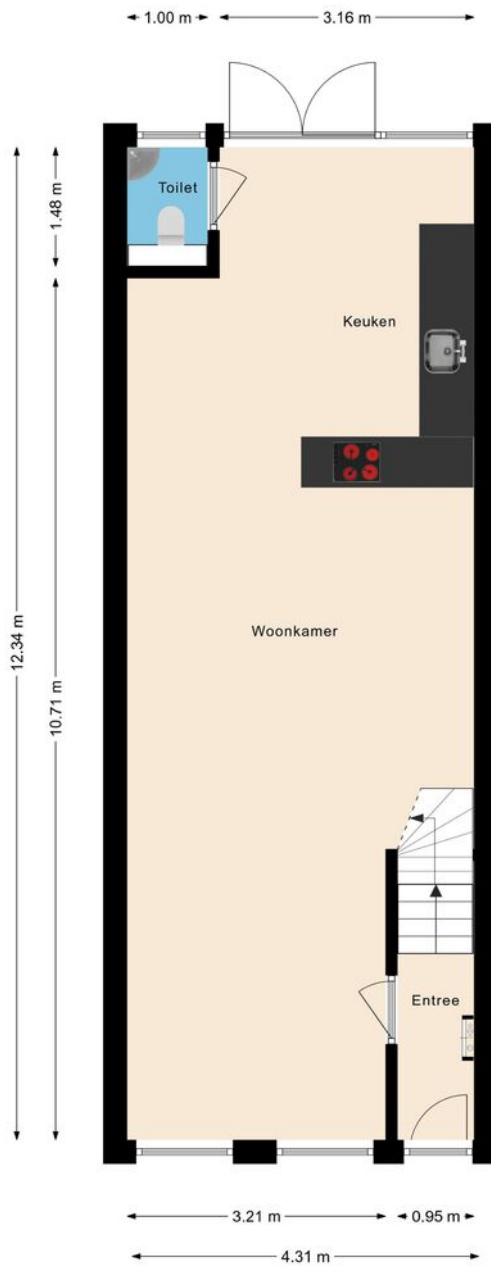 1.00 m
3.16 m
Toilet
1.48 m
Keuken
12.34 m
10.71 m
Woonkamer
Entree
3.21 m
0.95 m
4.31 m